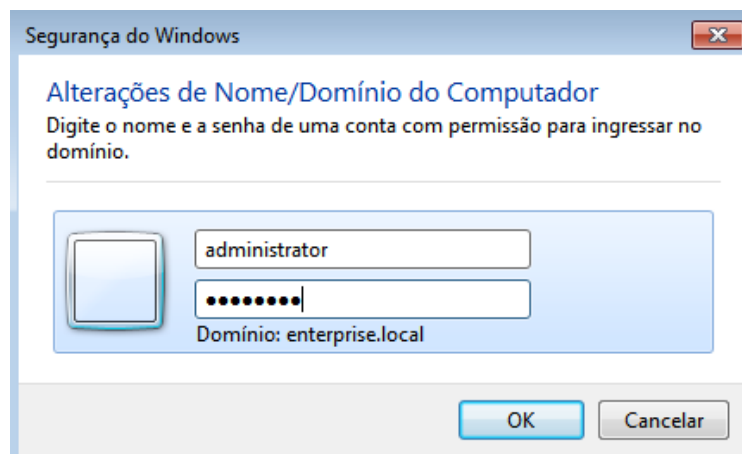 Segurança do Windows
Alterações de Nome/Domínio do Computador
Digite o nome e a senha de uma conta com permissão para ingressar no
domínio.
administrator
●●●●●●●●
Domínio: enterprise.local
OK
Cancelar